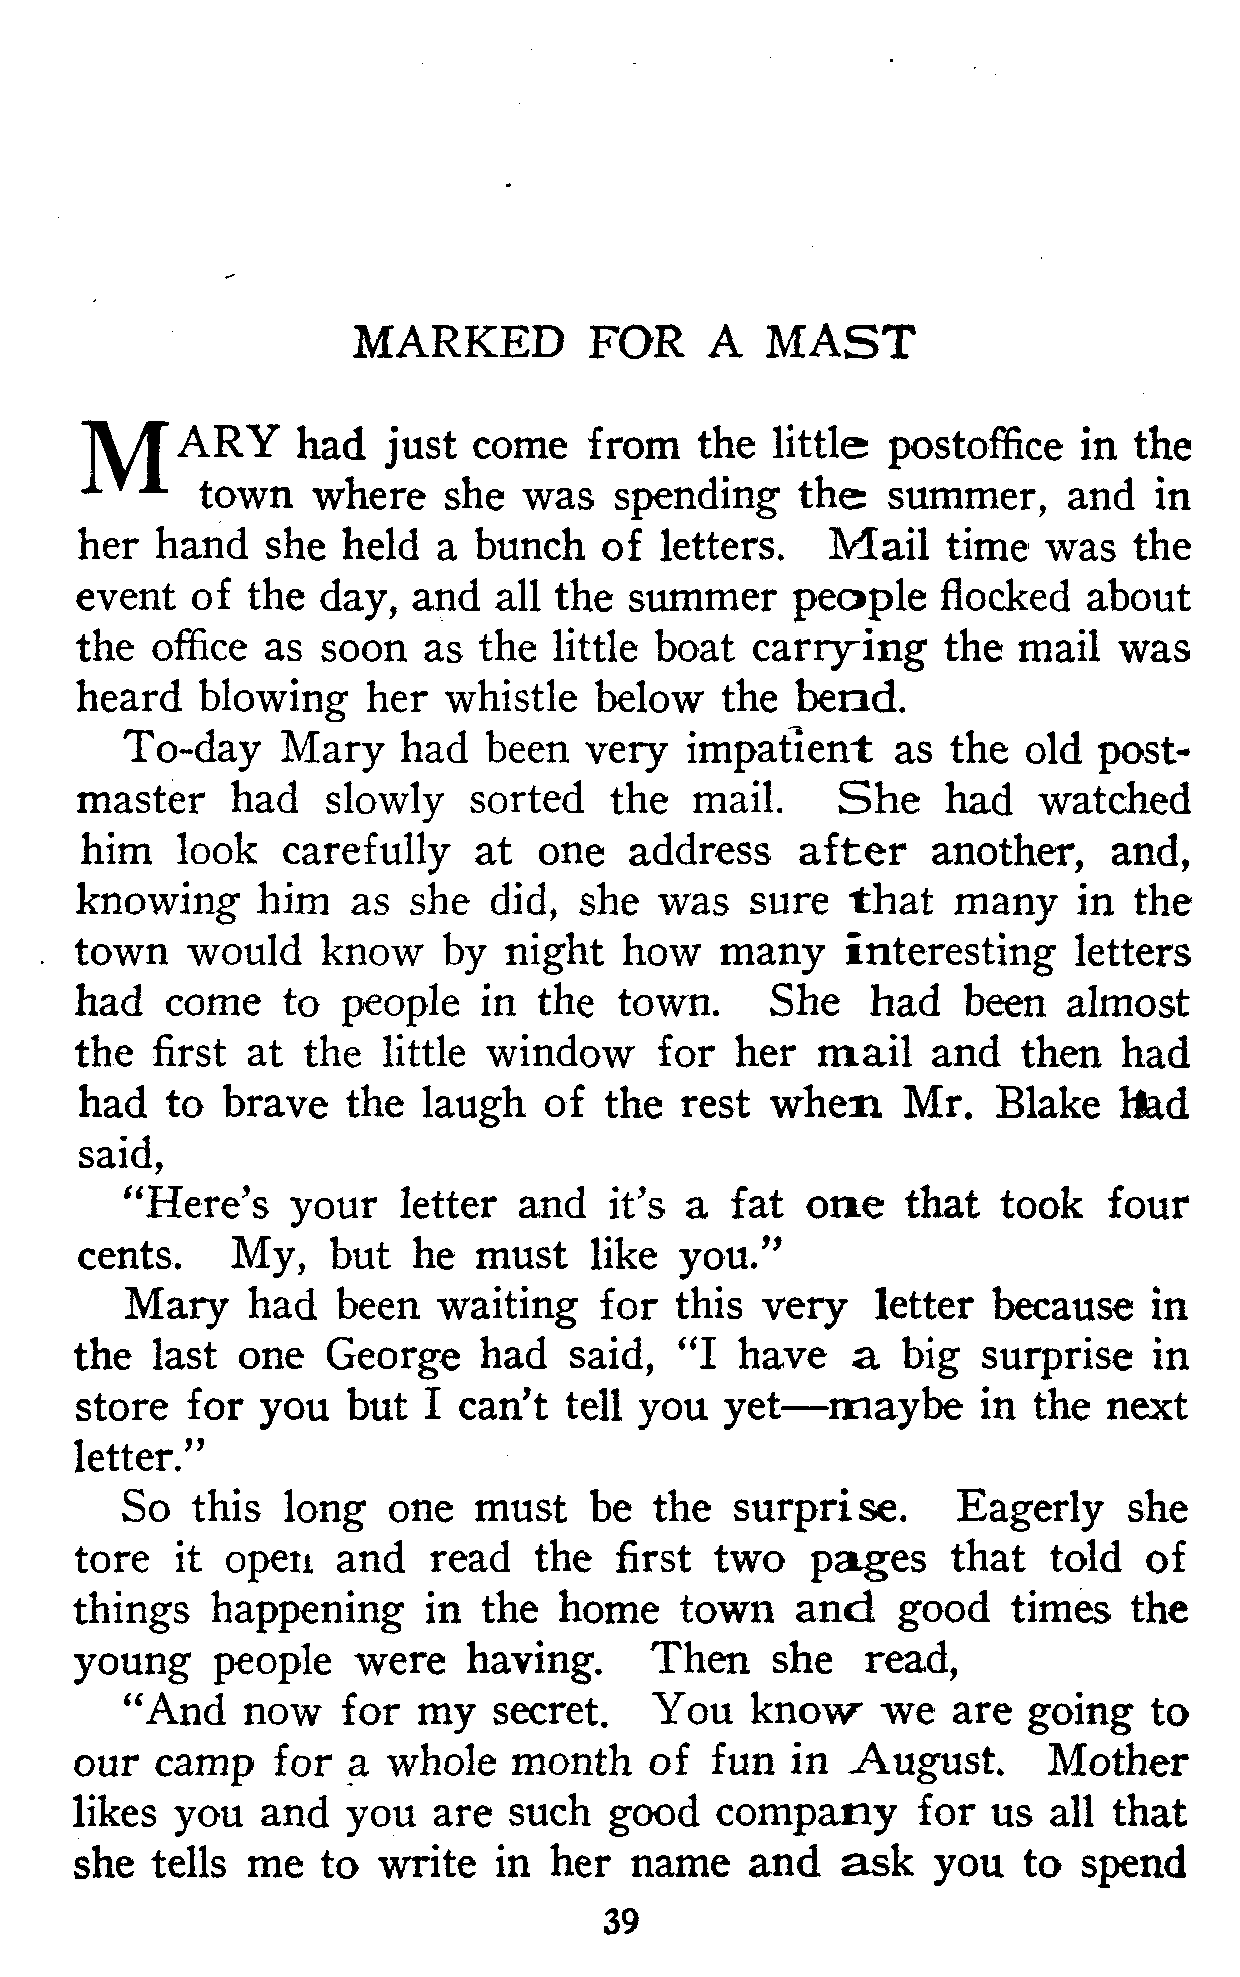 MARKED FOR A MAST
MARY had just come from the little postoffice in the
town where she was spending the summer, and in
her hand she held a bunch of letters. Mail time was the
event of the day, and all the summer people flocked about
the office as soon as the little boat carrying the mail was
heard blowing her whistle below the bend.
To-day Mary had been very impatient as the old post-
master had slowly sorted the mail. She had watched
him look carefully at one address after another, and,
knowing him as she did, she was sure that many in the
town would know by night how many interesting letters
had come to people in the town. She had been almost
the first at the little window for her mail and then had
had to brave the laugh of the rest when Mr. Blake had
said,
“Here’s your letter and it’s a fat one that took four
cents. My, but he must like you.”
Mary had been waiting for this very letter because in
the last one George had said, “I have a big surprise in
store for you but I can’t tell you yet—maybe in the next
letter.”
So this long one must be the surprise. Eagerly she
tore it open and read the first two pages that told of
things happening in the home town and good times the
young people were having. Then she read,
“And now for my secret. You know we are going to
our camp for a whole month of fun in August. Mother
likes you and you are such good company for us all that
she tells me to write in her name and ask you to spend
39